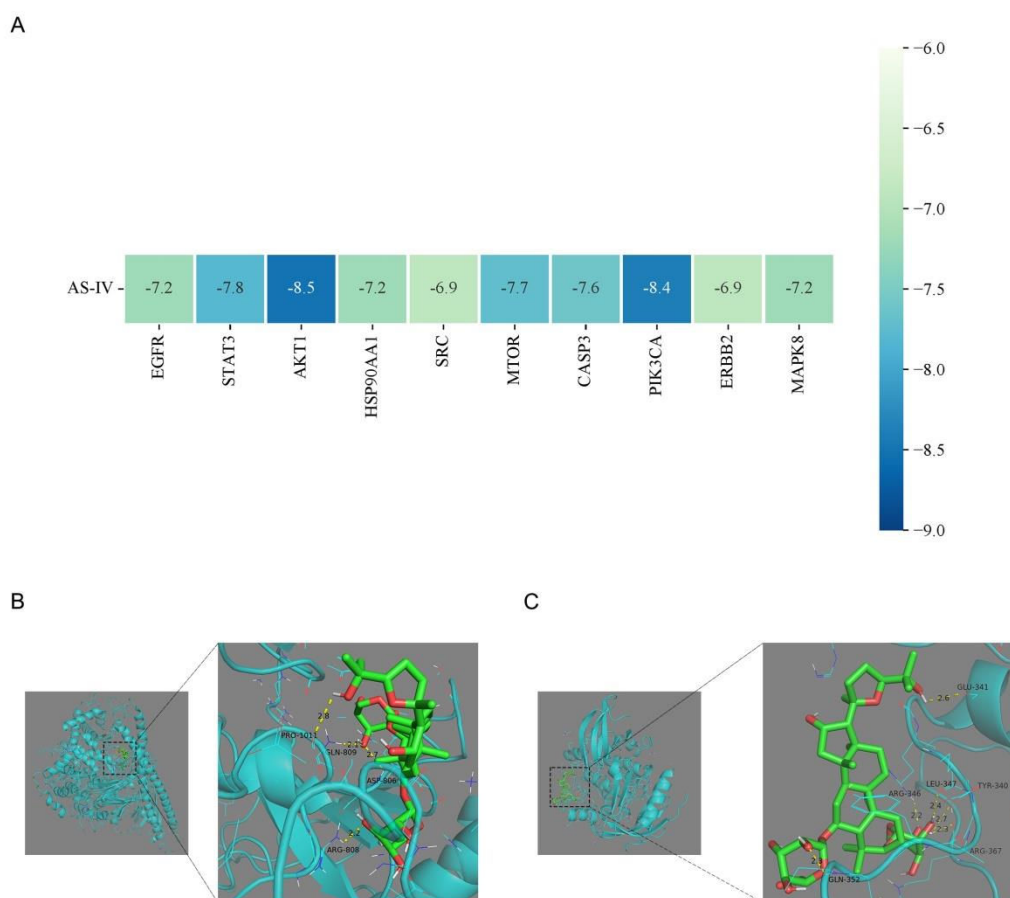 A
−6.0
−6.5
−7.0
−7.5
−8.0
−8.5
−9.0
AS-IV
-7.2 -7.8 -8.5 -7.2 -6.9 -7.7 -7.6 -8.4 -6.9 -7.2
EGFR
STAT3
AKT1
HSP90AA1
SRC
MTOR
CASP3
PIK3CA
ERBB2
MAPK8
B
2.8
PRO-1011
GLN-809
2.7
ARG-808
C
2.6
GLU-341
LEU-347
TYR-340
ARG-346
2.4
2.2
2.7
ARG-367
GLN-352